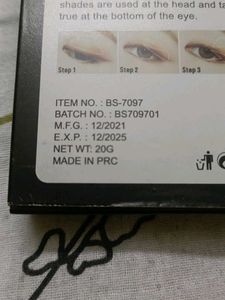 shades are used at the head and ta
true at the bottom of the eye.
Step 1 Step 2 Step 3
ITEM NO. : BS-7097
BATCH NO. : BS709701
M.F.G. : 12/2021
E.X.P. : 12/2025
NET WT: 20G
MADE IN PRC